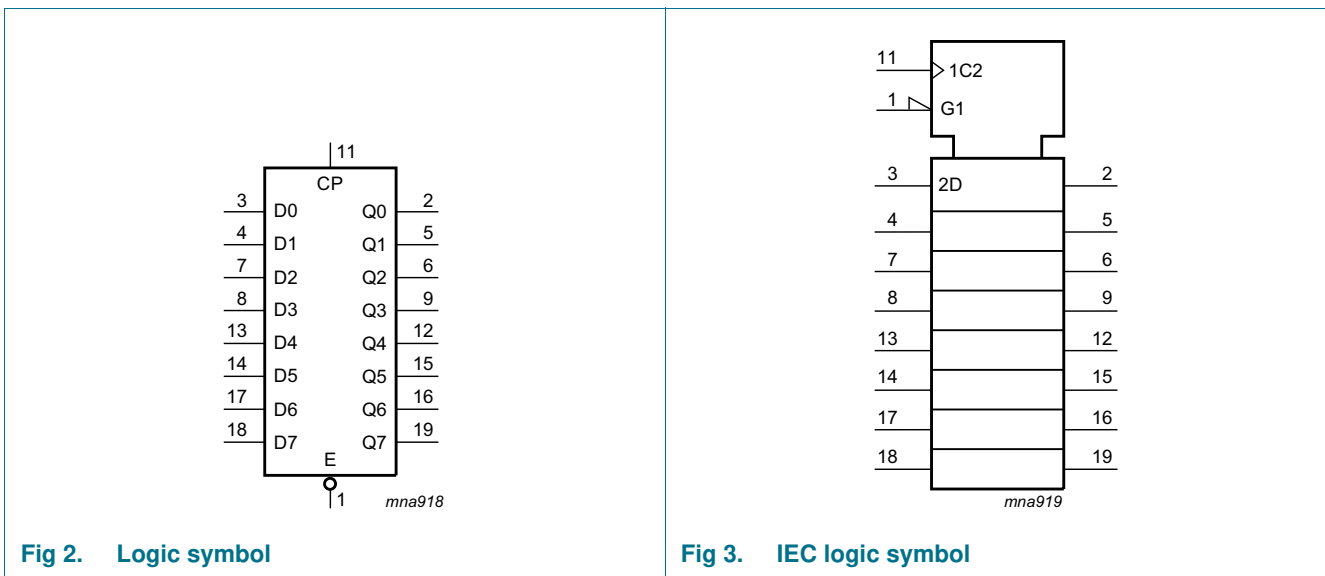 11
CP
3 D0 Q0 2
4 D1 Q1 5
7 D2 Q2 6
8 D3 Q3 9
13 D4 Q4 12
14 D5 Q5 15
17 D6 Q6 16
18 D7 Q7 19
E
1
mna918
Fig 2. Logic symbol
11 1C2
1 G1
3 2D 2
4 5
7 6
8 9
13 12
14 15
17 16
18 19
mna919
Fig 3. IEC logic symbol